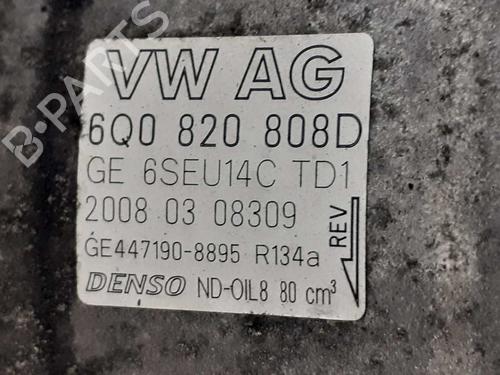 VW AG
6Q0 820 808D
GE 6SEU14C TD1
2008 03 08309
GE447190-8895 R134a
DENSO ND-OIL8 80 cm³
REV
B-PARTS